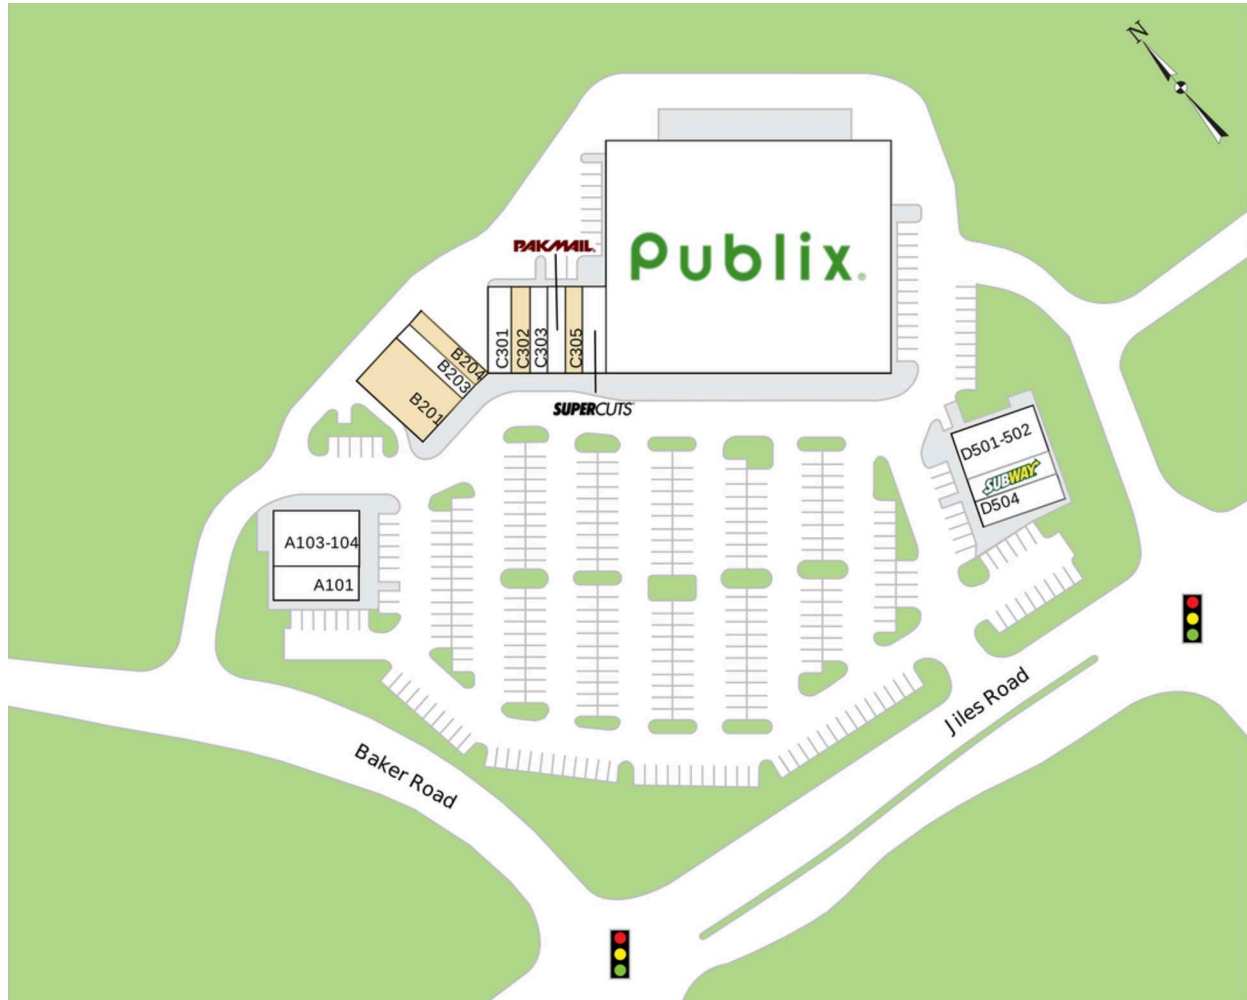 N
PAKMAIL
Publix.
C301
C302
C303
C305
B204
B203
B201
SUPERCUTS
D501-502
SUBWAY
D504
A103-104
A101
Jiles Road
Baker Road